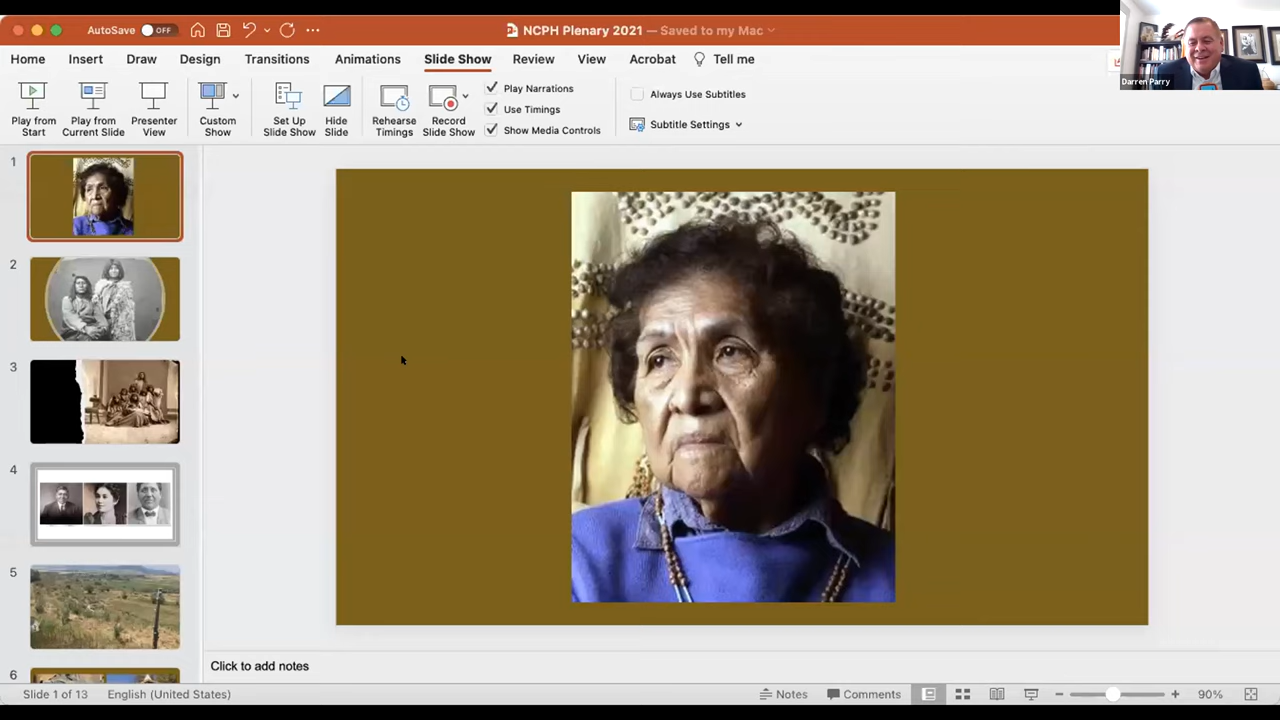 AutoSave OFF
NCPH Plenary 2021 — Saved to my Mac
Home Insert Draw Design Transitions Animations Slide Show Review View Acrobat Tell me
Play from Start
Play from Current Slide
Presenter View
Custom Show
Set Up Slide Show
Hide Slide
Rehearse Timings
Record Slide Show
Play Narrations
Use Timings
Show Media Controls
Always Use Subtitles
Subtitle Settings
Darren Parry
1
2
3
4
5
6
Click to add notes
Slide 1 of 13 English (United States) Notes Comments 90%